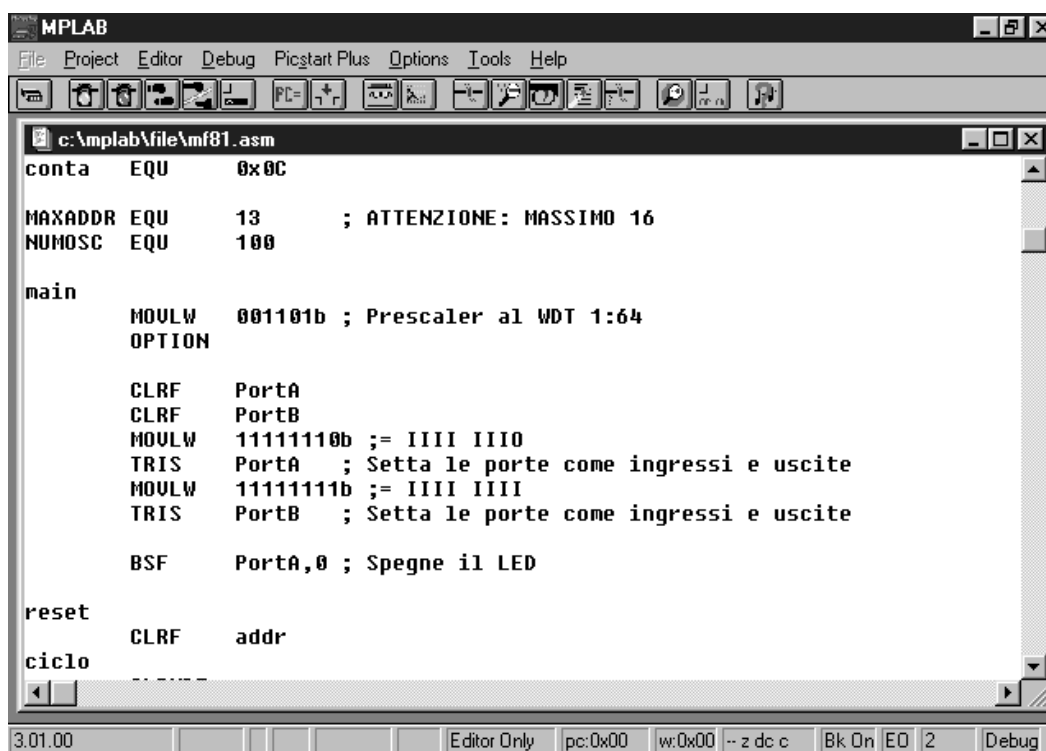 MPLAB
File Project Editor Debug Picstart Plus Options Tools Help
PC=
c:\mplab\file\mf81.asm
conta EQU 0x0C
MAXADDR EQU 13 ; ATTENZIONE: MASSIMO 16
NUMOSC EQU 100
main
MOVLW 001101b ; Prescaler al WDT 1:64
OPTION
CLRF PortA
CLRF PortB
MOVLW 11111110b ;= IIII IIIO
TRIS PortA ; Setta le porte come ingressi e uscite
MOVLW 11111111b ;= IIII IIII
TRIS PortB ; Setta le porte come ingressi e uscite
BSF PortA,0 ; Spegne il LED
reset
CLRF addr
ciclo
3.01.00 Editor Only pc:0x00 w:0x00 -- z dc c Bk On EO 2 Debug